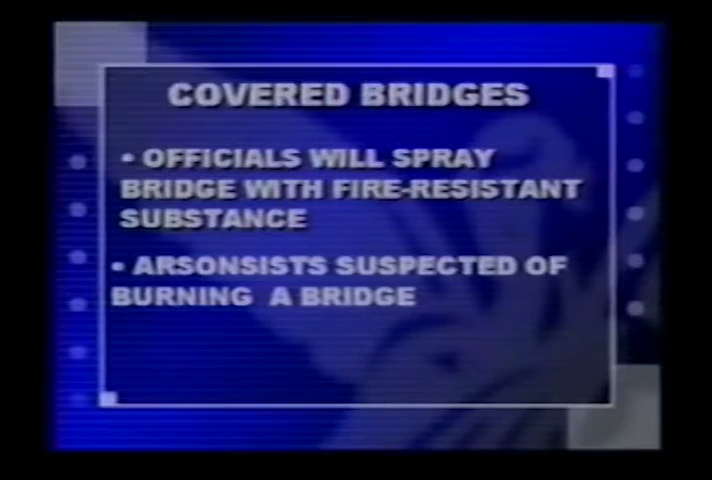 COVERED BRIDGES
• OFFICIALS WILL SPRAY
BRIDGE WITH FIRE-RESISTANT
SUBSTANCE
• ARSONSISTS SUSPECTED OF
BURNING A BRIDGE